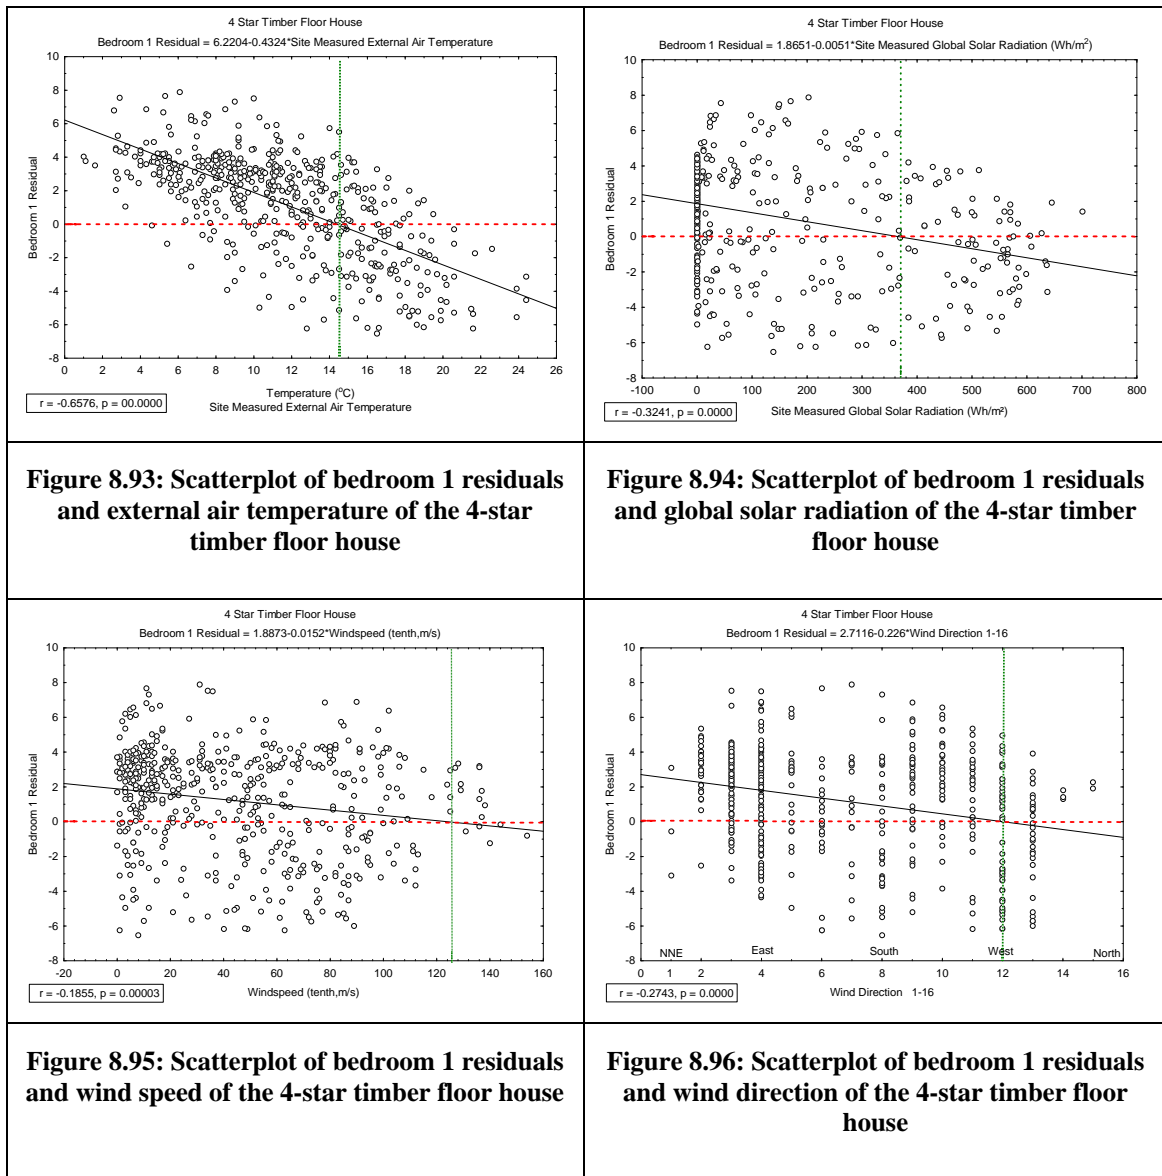 4 Star Timber Floor House
Bedroom 1 Residual = 6.2204-0.4324*Site Measured External Air Temperature
10
8
6
4
2
0
-2
-4
-6
-8
Bedroom 1 Residual
0 2 4 6 8 10 12 14 16 18 20 22 24 26
Temperature (°C)
Site Measured External Air Temperature
r = -0.6576, p = 00.0000
4 Star Timber Floor House
Bedroom 1 Residual = 1.8651-0.0051*Site Measured Global Solar Radiation (Wh/m²)
10
8
6
4
2
0
-2
-4
-6
-8
Bedroom 1 Residual
-100 0 100 200 300 400 500 600 700 800
Site Measured Global Solar Radiation (Wh/m²)
r = -0.3241, p = 0.0000
Figure 8.93: Scatterplot of bedroom 1 residuals
and external air temperature of the 4-star
timber floor house
Figure 8.94: Scatterplot of bedroom 1 residuals
and global solar radiation of the 4-star timber
floor house
4 Star Timber Floor House
Bedroom 1 Residual = 1.8873-0.0152*Windspeed (tenth,m/s)
10
8
6
4
2
0
-2
-4
-6
-8
Bedroom 1 Residual
-20 0 20 40 60 80 100 120 140 160
Windspeed (tenth,m/s)
r = -0.1855, p = 0.00003
4 Star Timber Floor House
Bedroom 1 Residual = 2.7116-0.226*Wind Direction 1-16
10
8
6
4
2
0
-2
-4
-6
-8
Bedroom 1 Residual
NNE East South West North
0 2 4 6 8 10 12 14 16
Wind Direction 1-16
r = -0.2743, p = 0.0000
Figure 8.95: Scatterplot of bedroom 1 residuals
and wind speed of the 4-star timber floor house
Figure 8.96: Scatterplot of bedroom 1 residuals
and wind direction of the 4-star timber floor
house